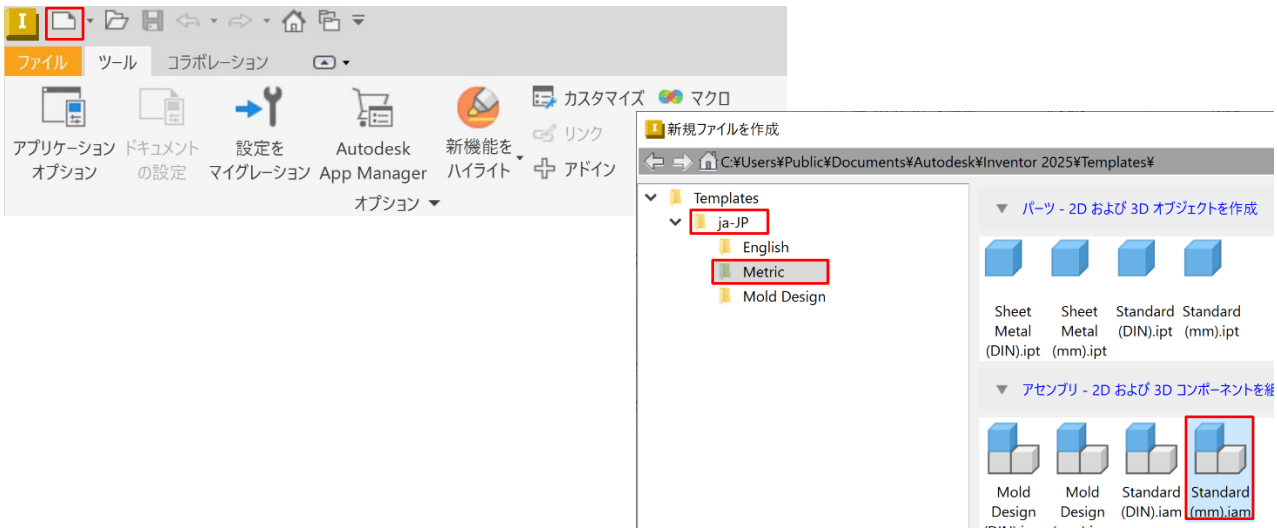 I
ファイル ツール コラボレーション
アプリケーション オプション
ドキュメント の設定
設定を マイグレーション
Autodesk App Manager
新機能を ハイライト
カスタマイズ マクロ
リンク
アドイン
オプション
I 新規ファイルを作成
C:¥Users¥Public¥Documents¥Autodesk¥Inventor 2025¥Templates¥
Templates
ja-JP
English
Metric
Mold Design
パーツ - 2D および 3D オブジェクトを作成
Sheet Metal (DIN).ipt
Sheet Metal (mm).ipt
Standard (DIN).ipt
Standard (mm).ipt
アセンブリ - 2D および 3D コンポーネントを
Mold Design
Mold Design
Standard (DIN).iam
Standard (mm).iam